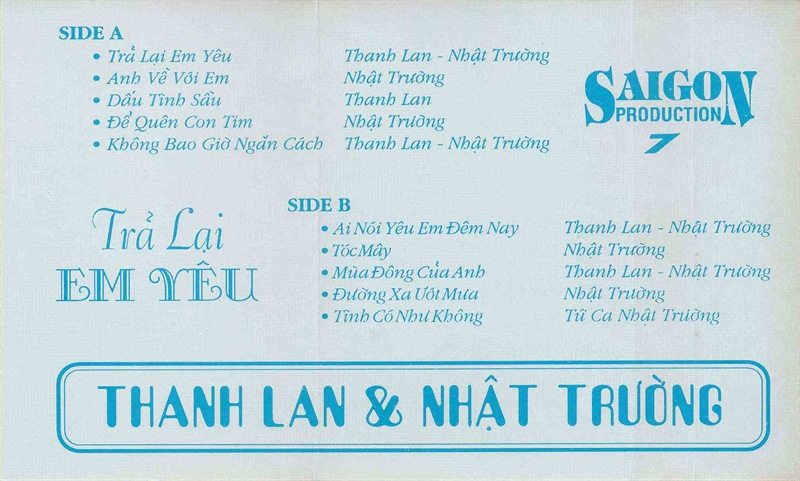 SIDE A
• Trả Lại Em Yêu Thanh Lan - Nhật Trường
• Anh Về Với Em Nhật Trường
• Dấu Tình Sầu Thanh Lan
• Để Quên Con Tim Nhật Trường
• Không Bao Giờ Ngăn Cách Thanh Lan - Nhật Trường
SAIGON
PRODUCTION
7
Trả Lại
EM YÊU
SIDE B
• Ai Nói Yêu Em Đêm Nay Thanh Lan - Nhật Trường
• Tóc Mây Nhật Trường
• Mùa Đông Của Anh Thanh Lan - Nhật Trường
• Đường Xa Ướt Mưa Nhật Trường
• Tình Có Như Không Tứ Ca Nhật Trường
THANH LAN & NHẬT TRƯỜNG